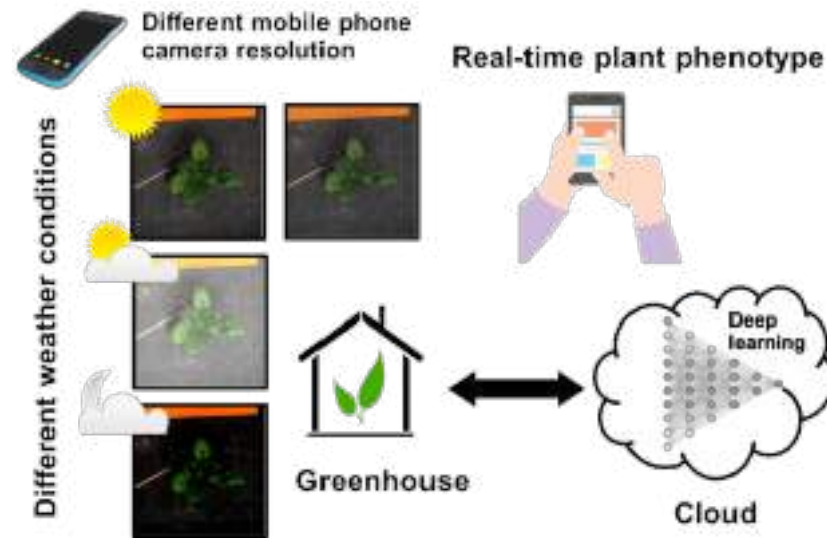 Different mobile phone
camera resolution
Real-time plant phenotype
Different weather conditions
Deep
learning
Greenhouse
Cloud